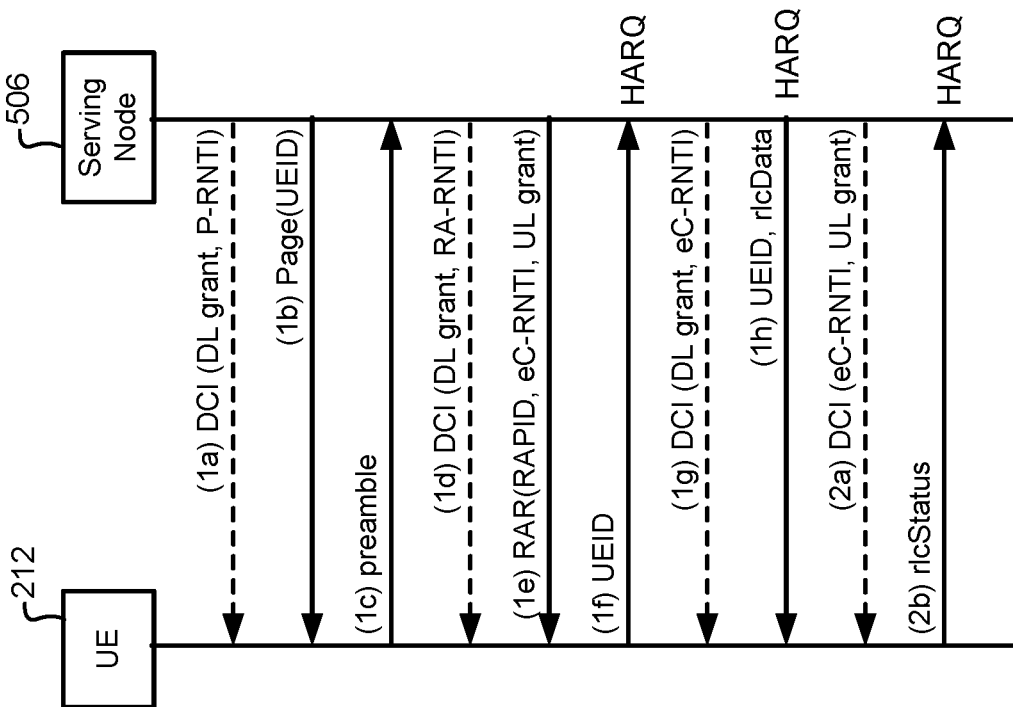 212
506
UE
Serving
Node
(1a) DCI (DL grant, P-RNTI)
(1b) Page(UEID)
(1c) preamble
(1d) DCI (DL grant, RA-RNTI)
(1e) RAR(RAPID, eC-RNTI, UL grant)
(1f) UEID
HARQ
(1g) DCI (DL grant, eC-RNTI)
(1h) UEID, rlcData
HARQ
(2a) DCI (eC-RNTI, UL grant)
(2b) rlcStatus
HARQ